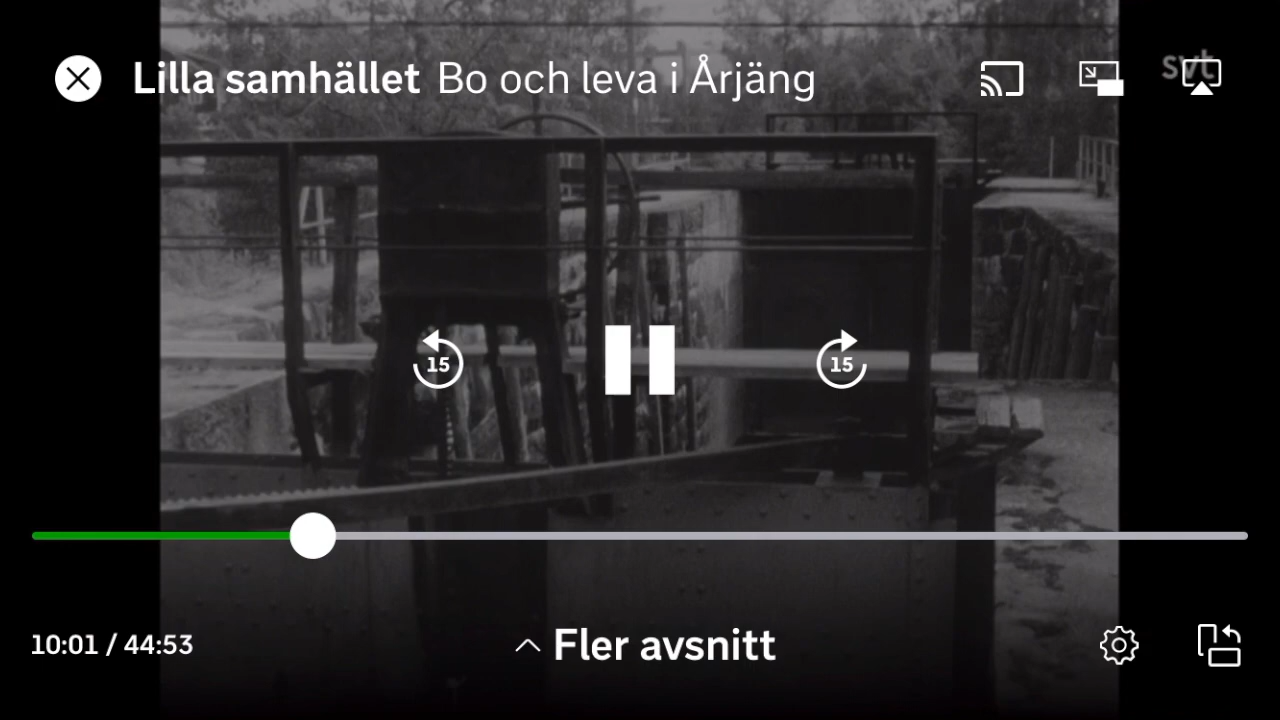 Lilla samhället Bo och leva i Årjäng
svt
15
15
10:01 / 44:53
Fler avsnitt